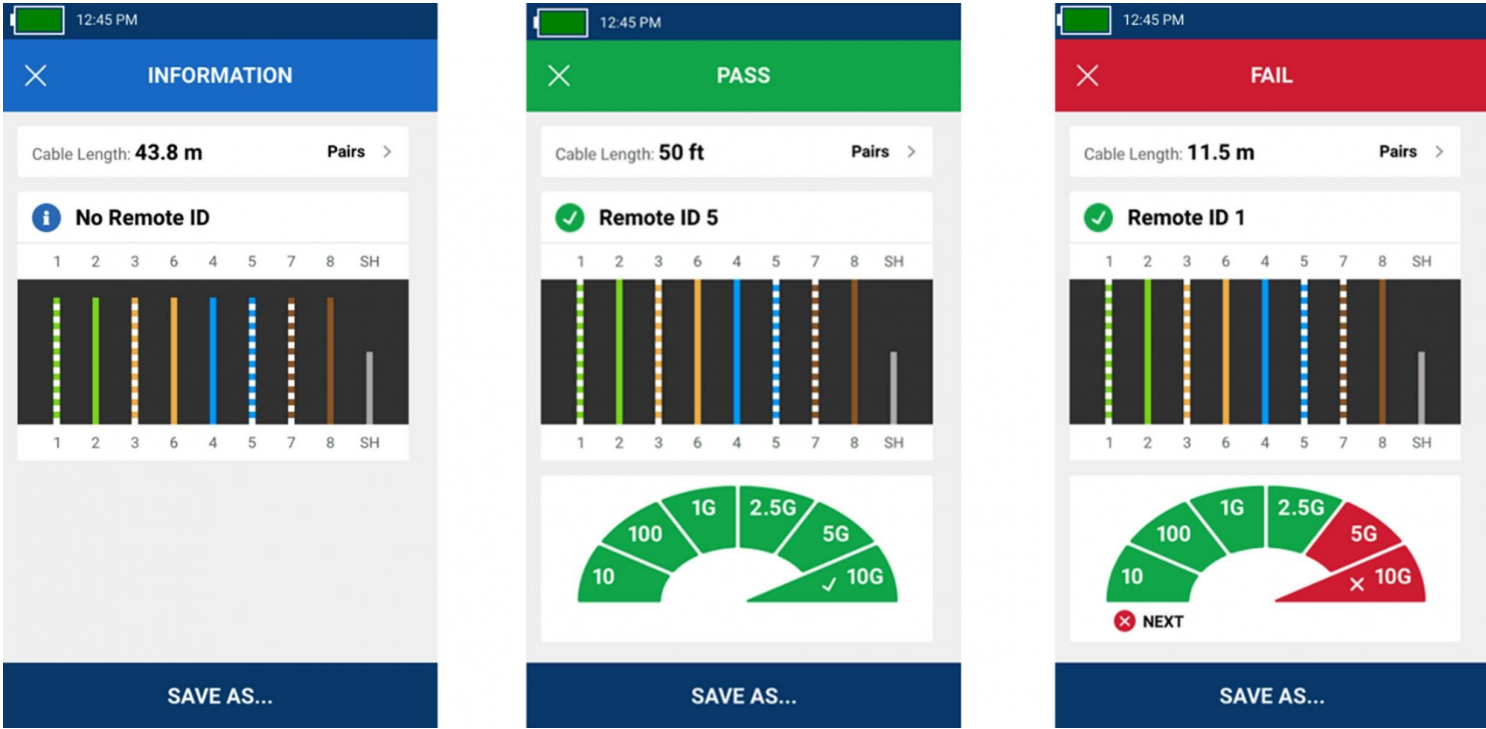 12:45 PM
INFORMATION
Cable Length: 43.8 m Pairs
No Remote ID
1 2 3 6 4 5 7 8 SH
1 2 3 6 4 5 7 8 SH
SAVE AS...
12:45 PM
PASS
Cable Length: 50 ft Pairs
Remote ID 5
1 2 3 6 4 5 7 8 SH
1 2 3 6 4 5 7 8 SH
10 100 1G 2.5G 5G 10G
SAVE AS...
12:45 PM
FAIL
Cable Length: 11.5 m Pairs
Remote ID 1
1 2 3 6 4 5 7 8 SH
1 2 3 6 4 5 7 8 SH
10 100 1G 2.5G 5G 10G
NEXT
SAVE AS...